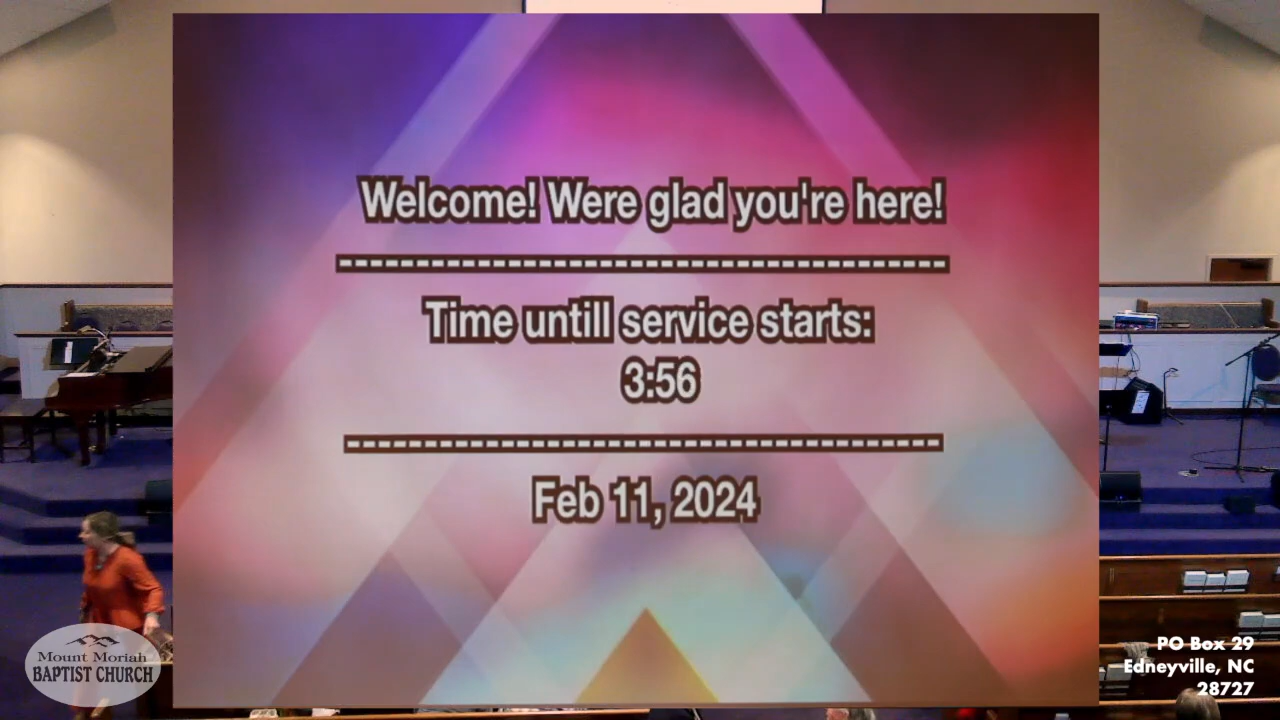 Welcome! Were glad you're here!
-----------------------------------
Time untill service starts:
3:56
-----------------------------------
Feb 11, 2024
Mount Moriah
BAPTIST CHURCH
PO Box 29
Edneyville, NC
28727